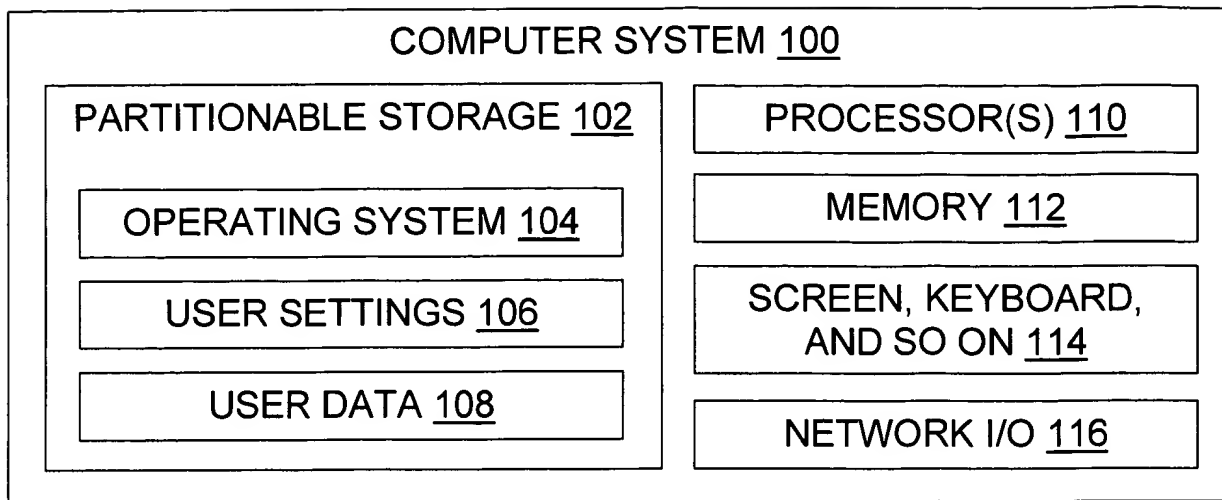 COMPUTER SYSTEM 100
PARTITIONABLE STORAGE 102
OPERATING SYSTEM 104
USER SETTINGS 106
USER DATA 108
PROCESSOR(S) 110
MEMORY 112
SCREEN, KEYBOARD,
AND SO ON 114
NETWORK I/O 116